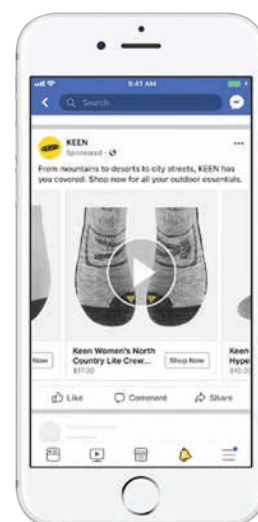 9:41 AM
Search
KEEN
Sponsored ·
From mountains to deserts to city streets, KEEN has
you covered. Shop now for all your outdoor essentials.
Now
Keen Women's North
Country Lite Crew...
$17.00
Shop Now
Keen
Hype
Like
Comment
Share